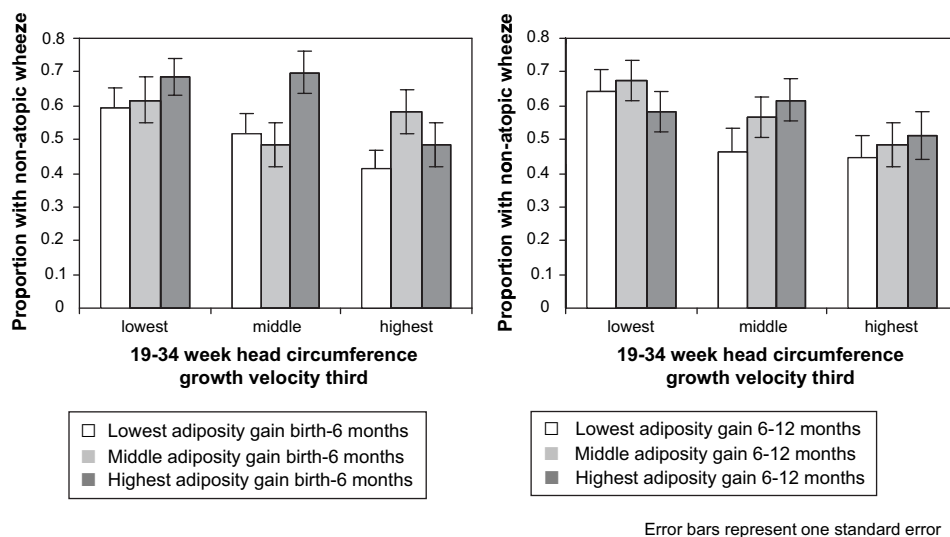 Proportion with non-atopic wheeze
0.8
0.7
0.6
0.5
0.4
0.3
0.2
0.1
0
lowest middle highest
19-34 week head circumference
growth velocity third
Lowest adiposity gain birth-6 months
Middle adiposity gain birth-6 months
Highest adiposity gain birth-6 months
Proportion with non-atopic wheeze
0.8
0.7
0.6
0.5
0.4
0.3
0.2
0.1
0
lowest middle highest
19-34 week head circumference
growth velocity third
Lowest adiposity gain 6-12 months
Middle adiposity gain 6-12 months
Highest adiposity gain 6-12 months
Error bars represent one standard error